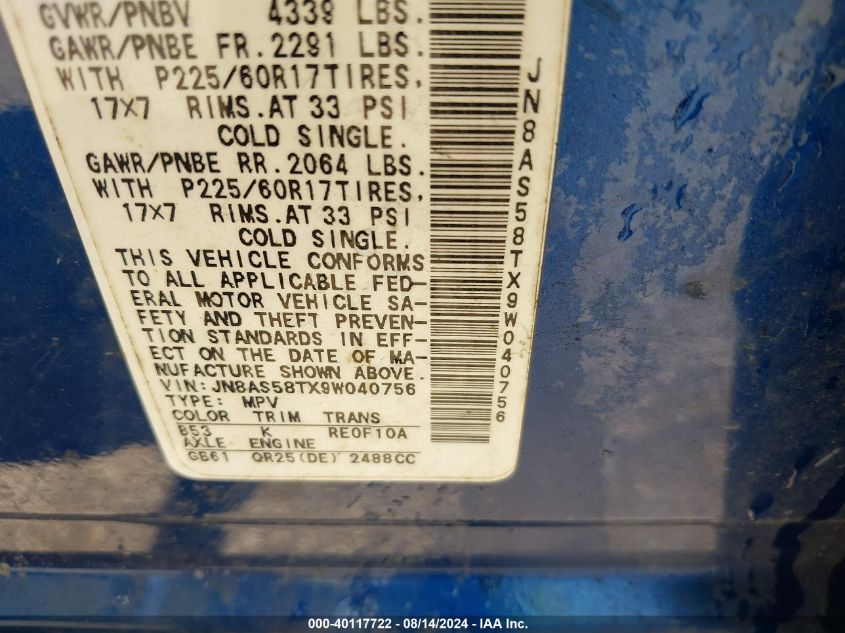 GVWR/PNBV 4339 LBS.
GAWR/PNBE FR. 2291 LBS.
WITH P225/60R17TIRES,
17X7 RIMS. AT 33 PSI
COLD SINGLE.
GAWR/PNBE RR. 2064 LBS.
WITH P225/60R17TIRES,
17X7 RIMS. AT 33 PSI
COLD SINGLE.
THIS VEHICLE CONFORMS
TO ALL APPLICABLE FED-
ERAL MOTOR VEHICLE SA-
FETY AND THEFT PREVEN-
TION STANDARDS IN EFF-
ECT ON THE DATE OF MA-
NUFACTURE SHOWN ABOVE.
VIN: JN8AS58TX9W040756
TYPE: MPV
COLOR TRIM TRANS
B53 K RE0F10A
AXLE ENGINE
GB61 QR25(DE) 2488CC
JN8AS58TX9W040756
000-40117722 - 08/14/2024 - IAA Inc.